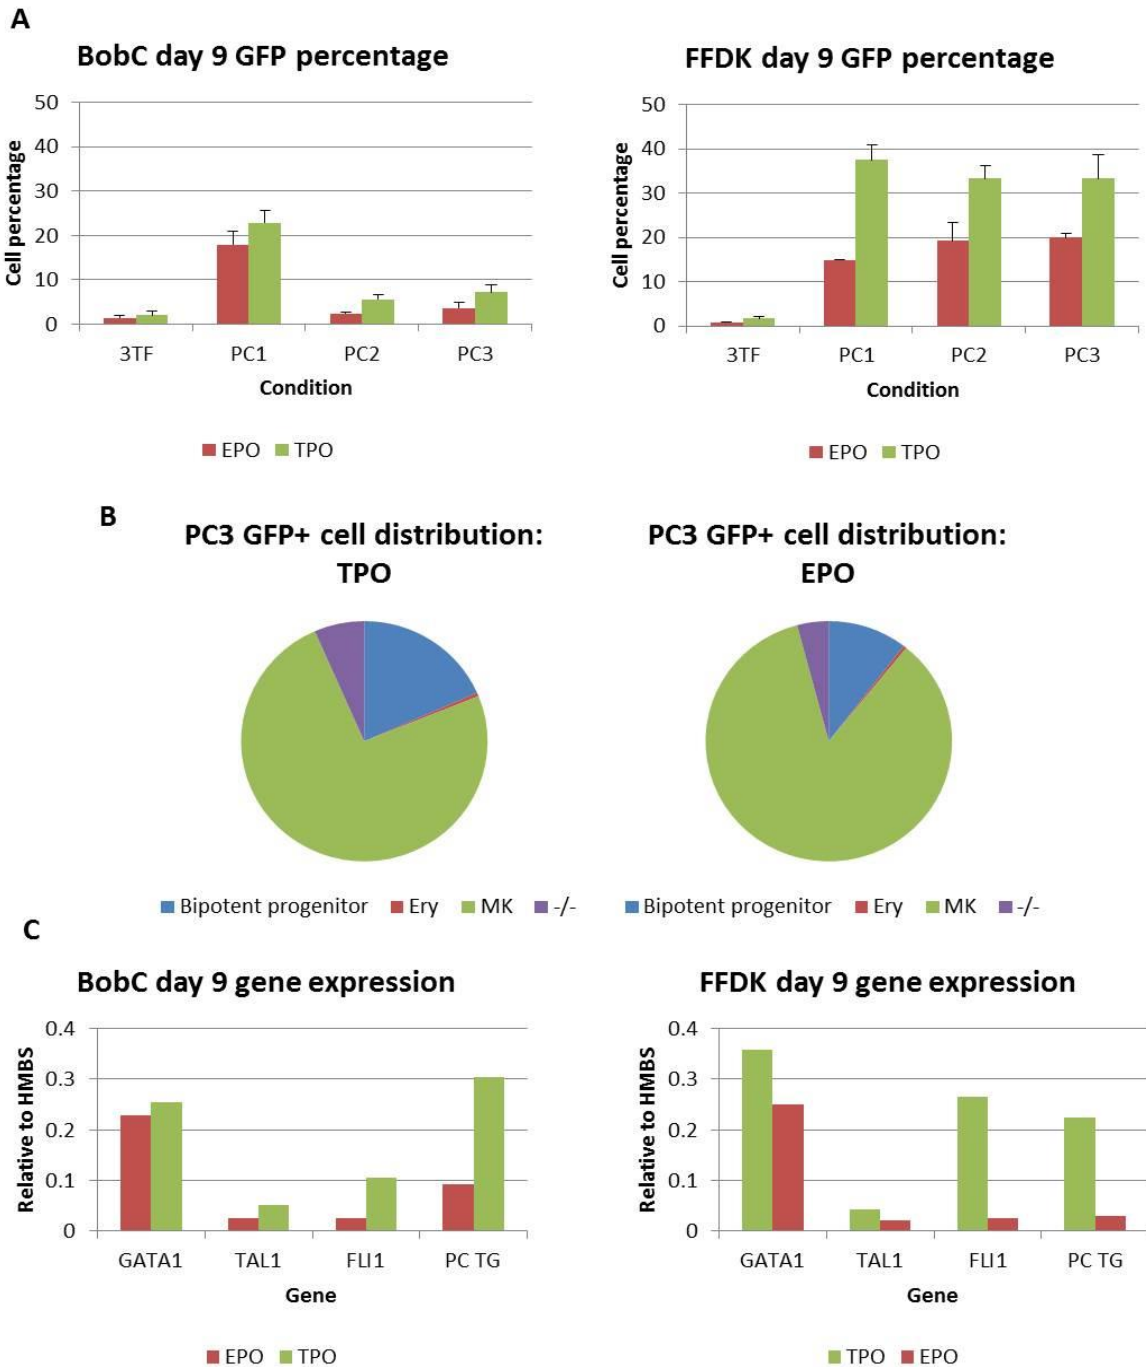 A
BobC day 9 GFP percentage
FFDK day 9 GFP percentage
50
40
30
20
10
0
Cell percentage
3TF PC1 PC2 PC3
Condition
EPO TPO
50
40
30
20
10
0
Cell percentage
3TF PC1 PC2 PC3
Condition
EPO TPO
B
PC3 GFP+ cell distribution:
TPO
PC3 GFP+ cell distribution:
EPO
Bipotent progenitor Ery MK -/-
Bipotent progenitor Ery MK -/-
C
BobC day 9 gene expression
FFDK day 9 gene expression
0.4
0.3
0.2
0.1
0
Relative to HMBS
GATA1 TAL1 FLI1 PC TG
Gene
EPO TPO
0.4
0.3
0.2
0.1
0
Relative to HMBS
GATA1 TAL1 FLI1 PC TG
Gene
TPO EPO